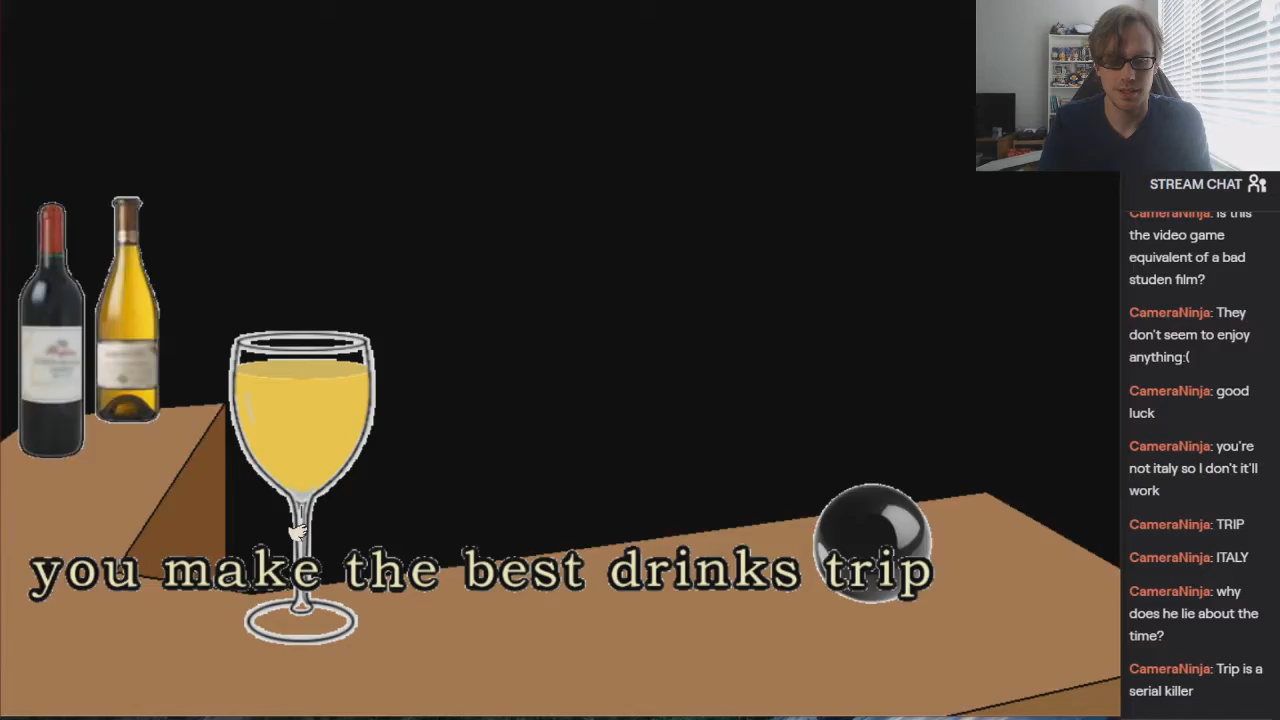 you make the best drinks trip
STREAM CHAT
CameraNinja: is this
the video game
equivalent of a bad
studen film?
CameraNinja: They
don't seem to enjoy
anything:(
CameraNinja: good
luck
CameraNinja: you're
not italy so I don't it'll
work
CameraNinja: TRIP
CameraNinja: ITALY
CameraNinja: why
does he lie about the
time?
CameraNinja: Trip is a
serial killer